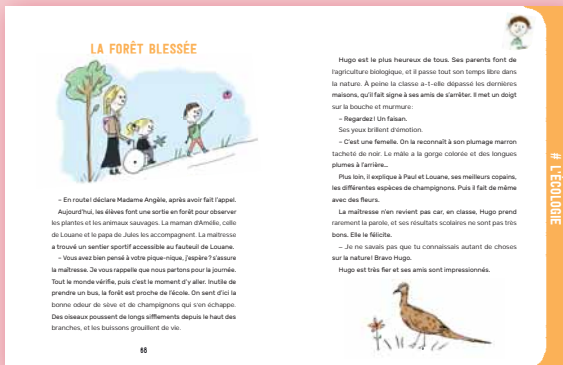 LA FORÊT BLESSÉE
– En route! déclare Madame Angèle, après avoir fait l'appel.
Aujourd'hui, les élèves font une sortie en forêt pour observer
les plantes et les animaux sauvages. La maman d'Amélie, celle
de Louane et le papa de Jules les accompagnent. La maîtresse
a trouvé un sentier sportif accessible au fauteuil de Louane.
– Vous avez bien pensé à votre pique-nique, j'espère? s'assure
la maîtresse. Je vous rappelle que nous partons pour la journée.
Tout le monde vérifie, puis c'est le moment d'y aller. Inutile de
prendre un bus, la forêt est proche de l'école. On sent d'ici la
bonne odeur de sève et de champignons qui s'en échappe.
Des oiseaux poussent de longs sifflements depuis le haut des
branches, et les buissons grouillent de vie.
68
Hugo est le plus heureux de tous. Ses parents font de
l'agriculture biologique, et il passe tout son temps libre dans
la nature. À peine la classe a-t-elle dépassé les dernières
maisons, qu'il fait signe à ses amis de s'arrêter. Il met un doigt
sur la bouche et murmure:
– Regardez! Un faisan.
Ses yeux brillent d'émotion.
– C'est une femelle. On la reconnaît à son plumage marron
tacheté de noir. Le mâle a la gorge colorée et des longues
plumes à l'arrière…
Plus loin, il explique à Paul et Louane, ses meilleurs copains,
les différentes espèces de champignons. Puis il fait de même
avec des fleurs.
La maîtresse n'en revient pas car, en classe, Hugo prend
rarement la parole, et ses résultats scolaires ne sont pas très
bons. Elle le félicite.
– Je ne savais pas que tu connaissais autant de choses
sur la nature! Bravo Hugo.
Hugo est très fier et ses amis sont impressionnés.
# L'ÉCOLOGIE